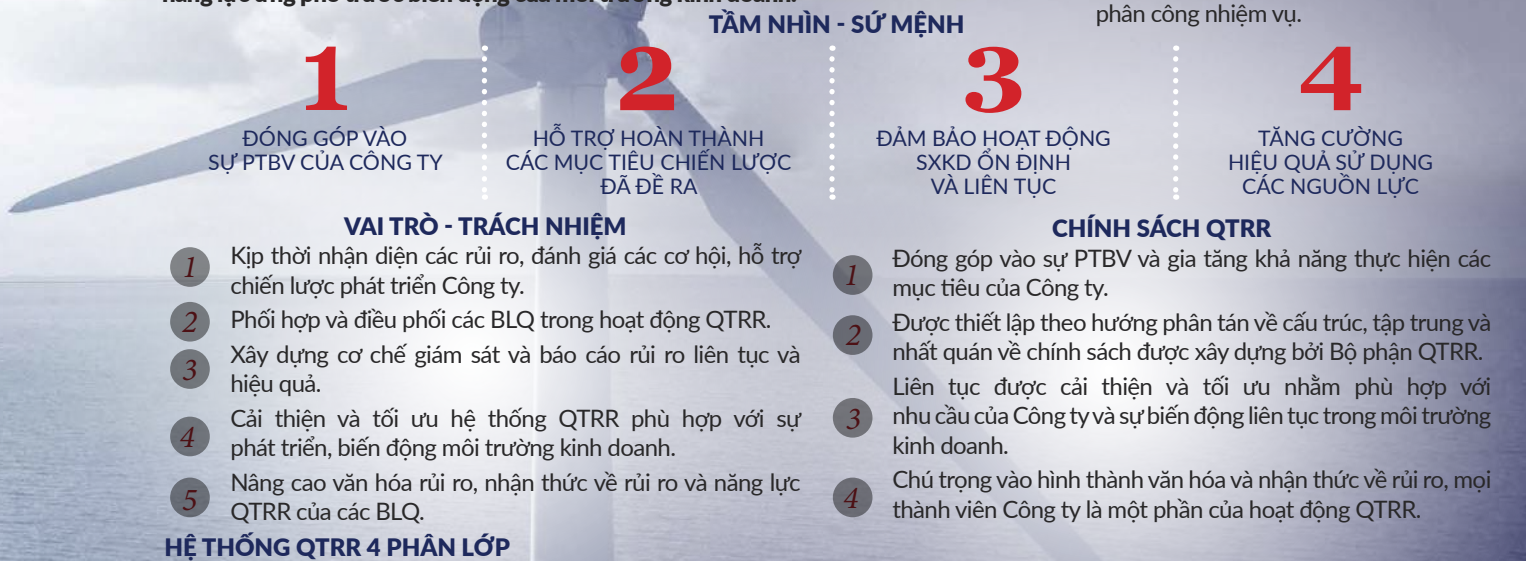 năng lực ứng phó trước biến động của môi trường kinh doanh.
phân công nhiệm vụ.
TẦM NHÌN - SỨ MỆNH
1
ĐÓNG GÓP VÀO
SỰ PTBV CỦA CÔNG TY
2
HỖ TRỢ HOÀN THÀNH
CÁC MỤC TIÊU CHIẾN LƯỢC
ĐÃ ĐỀ RA
3
ĐẢM BẢO HOẠT ĐỘNG
SXKD ỔN ĐỊNH
VÀ LIÊN TỤC
4
TĂNG CƯỜNG
HIỆU QUẢ SỬ DỤNG
CÁC NGUỒN LỰC
VAI TRÒ - TRÁCH NHIỆM
1 Kịp thời nhận diện các rủi ro, đánh giá các cơ hội, hỗ trợ
chiến lược phát triển Công ty.
2 Phối hợp và điều phối các BLQ trong hoạt động QTRR.
3 Xây dựng cơ chế giám sát và báo cáo rủi ro liên tục và
hiệu quả.
4 Cải thiện và tối ưu hệ thống QTRR phù hợp với sự
phát triển, biến động môi trường kinh doanh.
5 Nâng cao văn hóa rủi ro, nhận thức về rủi ro và năng lực
QTRR của các BLQ.
CHÍNH SÁCH QTRR
1 Đóng góp vào sự PTBV và gia tăng khả năng thực hiện các
mục tiêu của Công ty.
2 Được thiết lập theo hướng phân tán về cấu trúc, tập trung và
nhất quán về chính sách được xây dựng bởi Bộ phận QTRR.
3 Liên tục được cải thiện và tối ưu nhằm phù hợp với
nhu cầu của Công ty và sự biến động liên tục trong môi trường
kinh doanh.
4 Chú trọng vào hình thành văn hóa và nhận thức về rủi ro, mọi
thành viên Công ty là một phần của hoạt động QTRR.
HỆ THỐNG QTRR 4 PHÂN LỚP